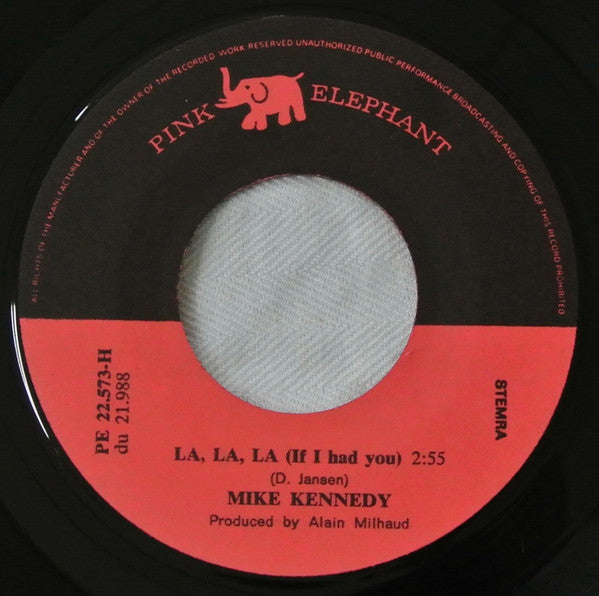 ALL RIGHTS OF THE MANUFACTURER AND OF THE OWNER OF THE RECORDED WORK RESERVED UNAUTHORIZED PUBLIC PERFORMANCE BROADCASTING AND COPYING OF THIS RECORD PROHIBITED
PINK ELEPHANT
PE 22.573-H
du 21.988
STEMRA
LA, LA, LA (If I had you) 2:55
(D. Jansen)
MIKE KENNEDY
Produced by Alain Milhaud